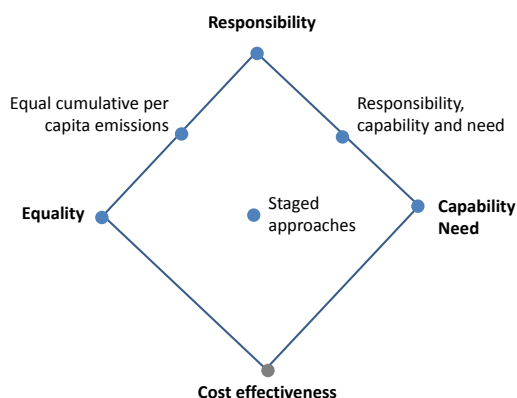 Responsibility
Equal cumulative per
capita emissions
Responsibility,
capability and need
Equality
Staged
approaches
Capability
Need
Cost effectiveness